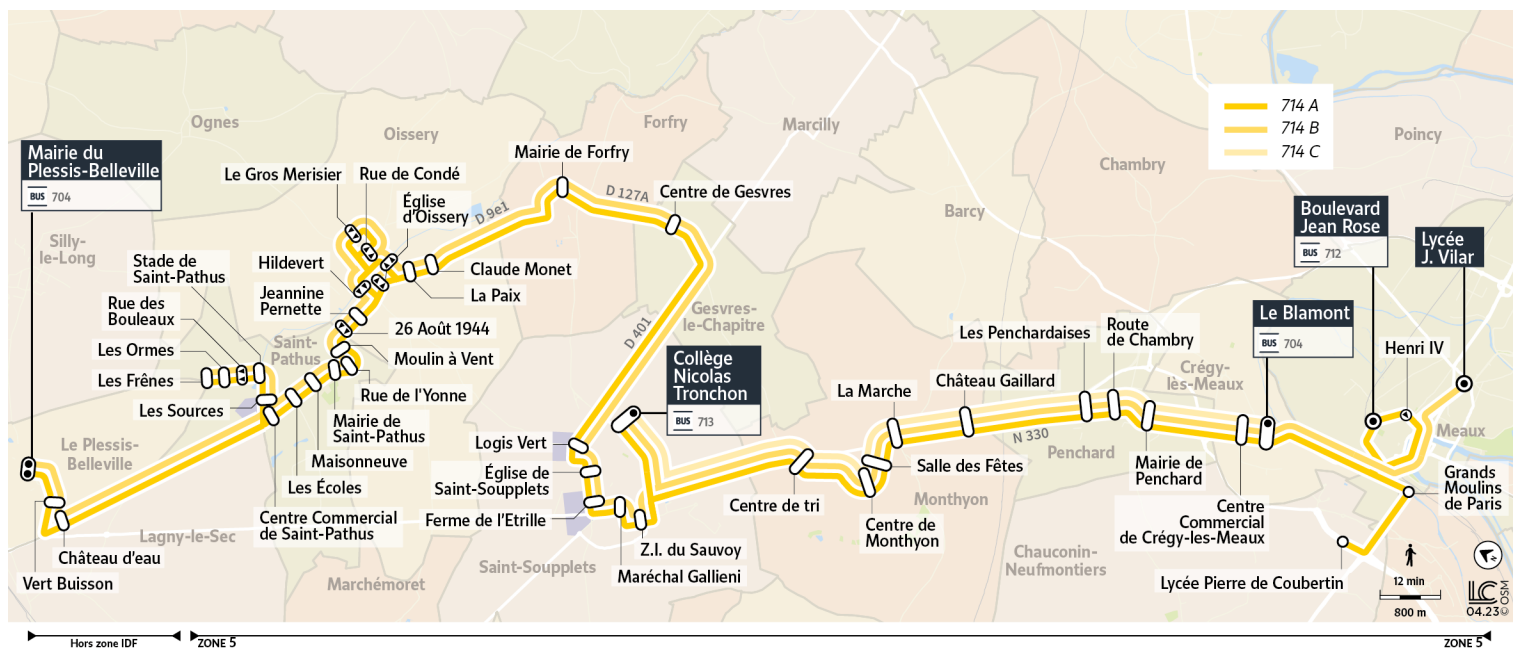 714 A
714 B
714 C
Ognes
Oissery
Forfry
Marcilly
Poincy
Chambry
Barcy
Silly-
le-Long
Saint-
Pathus
Le Plessis-
Belleville
Lagny-le-Sec
Marchémoret
Saint-Soupplets
Gesvres-
le-Chapitre
Monthyon
Penchard
Crégy-
lès-Meaux
Chauconin-
Neufmontiers
Meaux
Mairie du
Plessis-Belleville
BUS 704
Vert Buisson
Château d'eau
Centre Commercial
de Saint-Pathus
Les Sources
Les Frênes
Les Ormes
Rue des
Bouleaux
Stade de
Saint-Pathus
Les Écoles
Maisonneuve
Mairie de
Saint-Pathus
Rue de l'Yonne
Moulin à Vent
26 Août 1944
Jeannine
Pernette
Hildevert
Le Gros Merisier
Rue de Condé
Église
d'Oissery
La Paix
Claude Monet
D 9e1
Mairie de Forfry
D 127A
Centre de Gesvres
D 401
Logis Vert
Église de
Saint-Soupplets
Ferme de l'Etrille
Maréchal Gallieni
Z.I. du Sauvoy
Collège
Nicolas
Tronchon
BUS 713
Centre de tri
Centre de
Monthyon
Salle des Fêtes
La Marche
Château Gaillard
N 330
Les Penchardaises
Route
de Chambry
Mairie de
Penchard
Centre
Commercial
de Crégy-les-Meaux
Le Blamont
BUS 704
Boulevard
Jean Rose
BUS 712
Henri IV
Lycée
J. Vilar
Grands
Moulins
de Paris
Lycée Pierre de Coubertin
12 min
800 m
LC
04.23
© OSM
Hors zone IDF
ZONE 5
ZONE 5